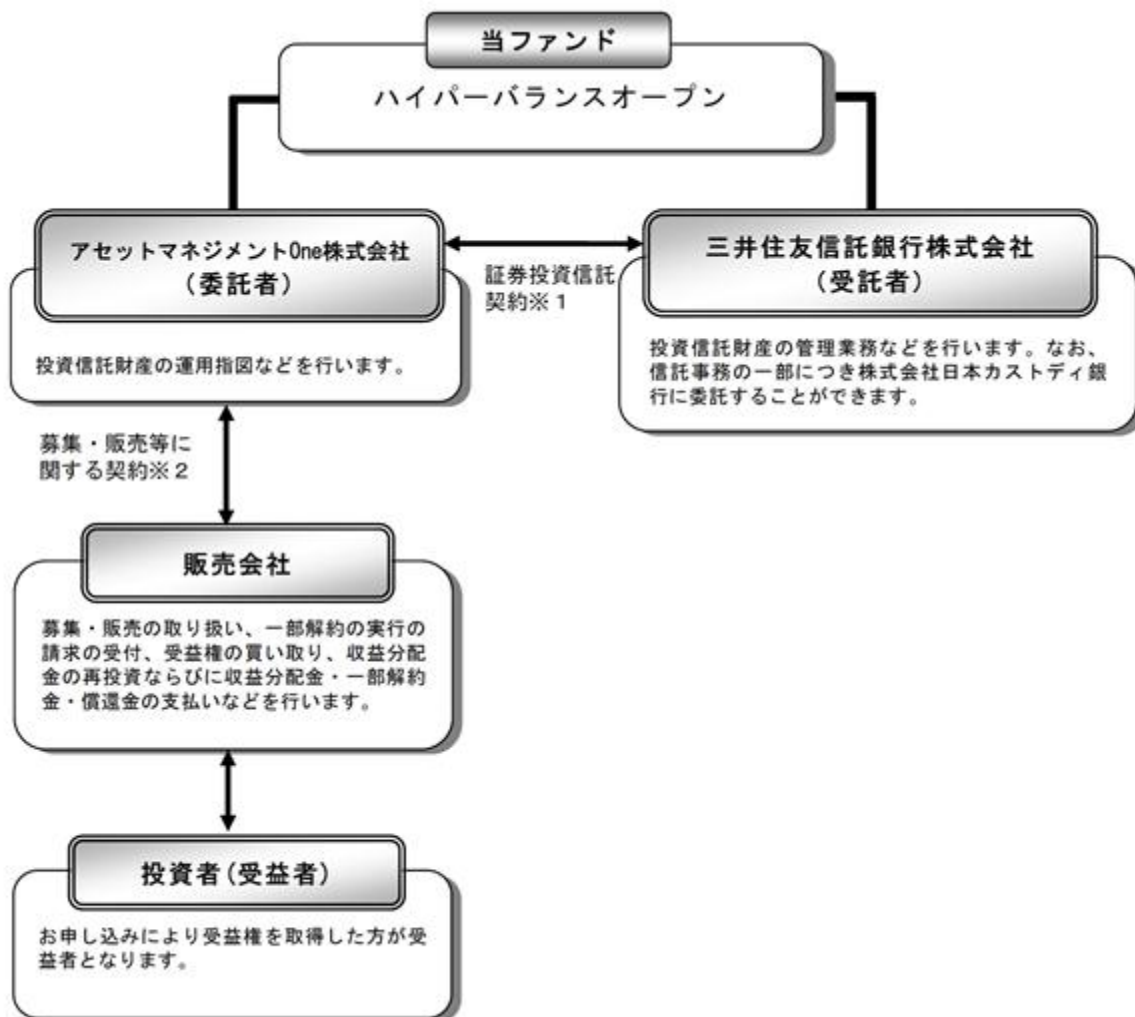 当ファンド
ハイパーバランスオープン
アセットマネジメントOne株式会社
(委託者)
投資信託財産の運用指図などを行います。
証券投資信託
契約※1
三井住友信託銀行株式会社
(受託者)
投資信託財産の管理業務などを行います。なお、
信託事務の一部につき株式会社日本カストディ銀
行に委託することができます。
募集・販売等に
関する契約※2
販売会社
募集・販売の取り扱い、一部解約の実行の
請求の受付、受益権の買い取り、収益分配
金の再投資ならびに収益分配金・一部解約
金・償還金の支払いなどを行います。
投資者(受益者)
お申し込みにより受益権を取得した方が受
益者となります。